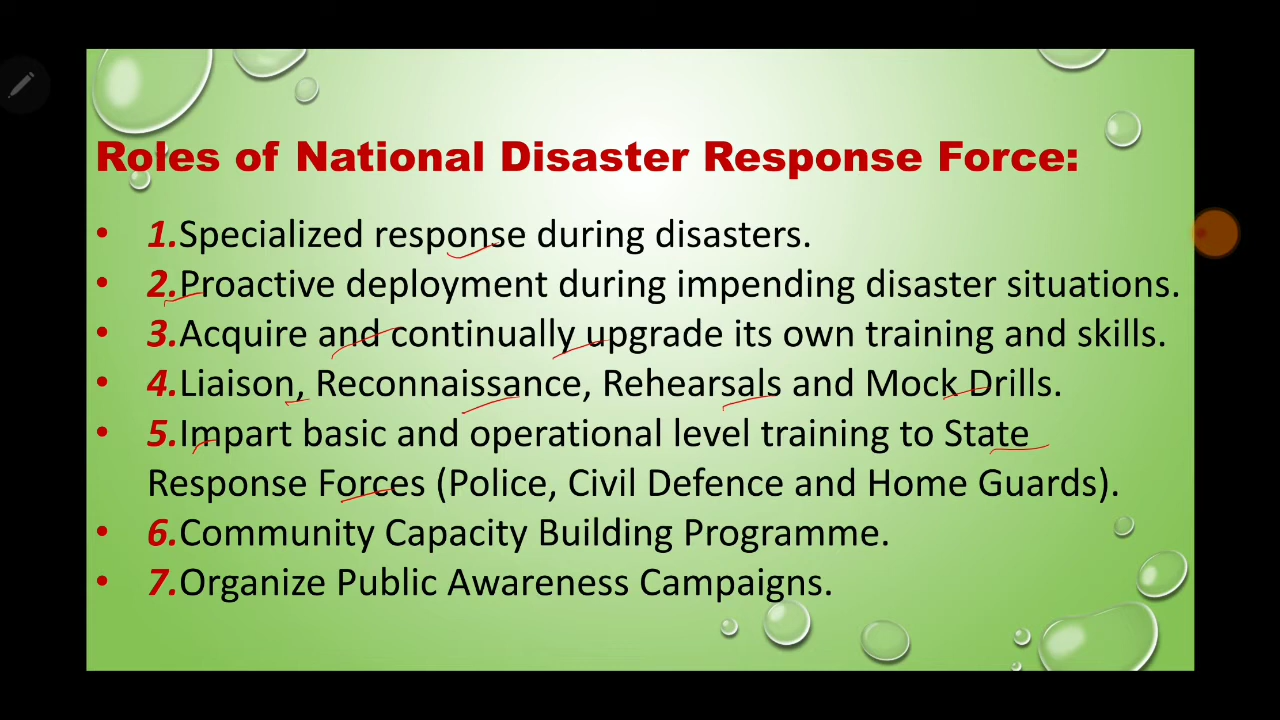 Roles of National Disaster Response Force:
• 1.Specialized response during disasters.
• 2.Proactive deployment during impending disaster situations.
• 3.Acquire and continually upgrade its own training and skills.
• 4.Liaison, Reconnaissance, Rehearsals and Mock Drills.
• 5.Impart basic and operational level training to State
Response Forces (Police, Civil Defence and Home Guards).
• 6.Community Capacity Building Programme.
• 7.Organize Public Awareness Campaigns.